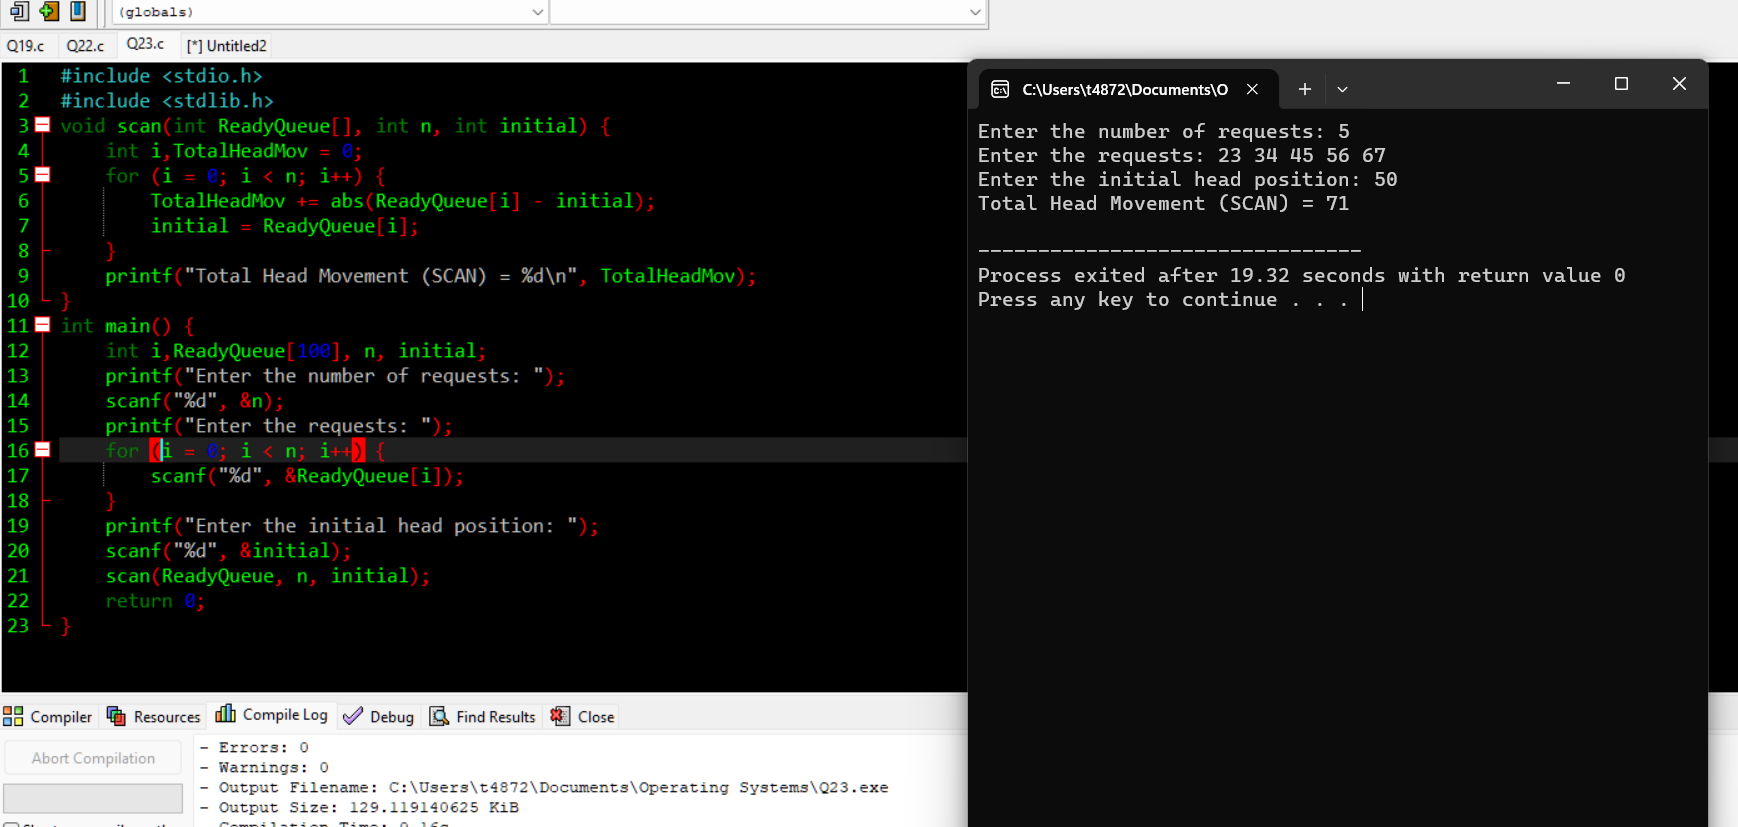 (globals)
Q19.c Q22.c Q23.c [*] Untitled2
1 #include <stdio.h>
2 #include <stdlib.h>
3 void scan(int ReadyQueue[], int n, int initial) {
4 int i,TotalHeadMov = 0;
5 for (i = 0; i < n; i++) {
6 TotalHeadMov += abs(ReadyQueue[i] - initial);
7 initial = ReadyQueue[i];
8 }
9 printf("Total Head Movement (SCAN) = %d\n", TotalHeadMov);
10 }
11 int main() {
12 int i,ReadyQueue[100], n, initial;
13 printf("Enter the number of requests: ");
14 scanf("%d", &n);
15 printf("Enter the requests: ");
16 for (i = 0; i < n; i++) {
17 scanf("%d", &ReadyQueue[i]);
18 }
19 printf("Enter the initial head position: ");
20 scanf("%d", &initial);
21 scan(ReadyQueue, n, initial);
22 return 0;
23 }
C:\Users\t4872\Documents\O
Enter the number of requests: 5
Enter the requests: 23 34 45 56 67
Enter the initial head position: 50
Total Head Movement (SCAN) = 71
--------------------------------
Process exited after 19.32 seconds with return value 0
Press any key to continue . . .
Compiler Resources Compile Log Debug Find Results Close
Abort Compilation
- Errors: 0
- Warnings: 0
- Output Filename: C:\Users\t4872\Documents\Operating Systems\Q23.exe
- Output Size: 129.119140625 KiB
- Compilation Time: 0.16s